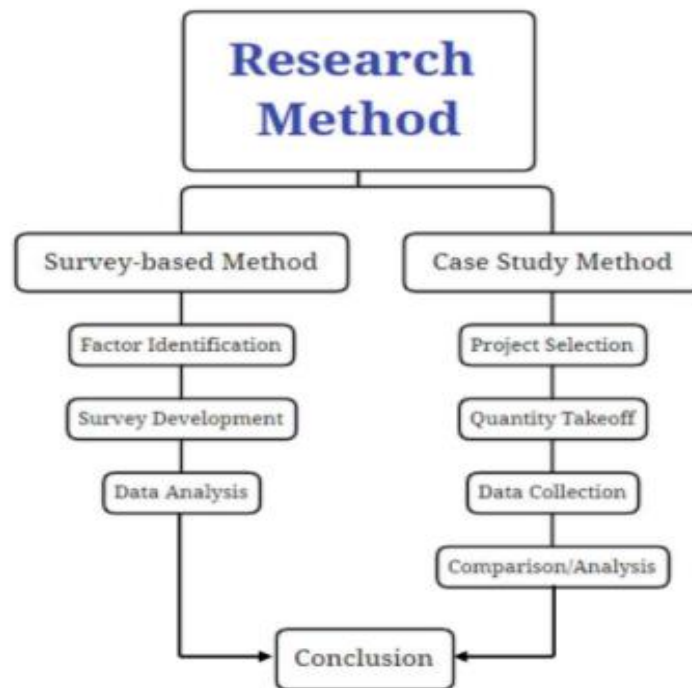 Research
Method
Survey-based Method
Factor Identification
Survey Development
Data Analysis
Case Study Method
Project Selection
Quantity Takeoff
Data Collection
Comparison/Analysis
Conclusion